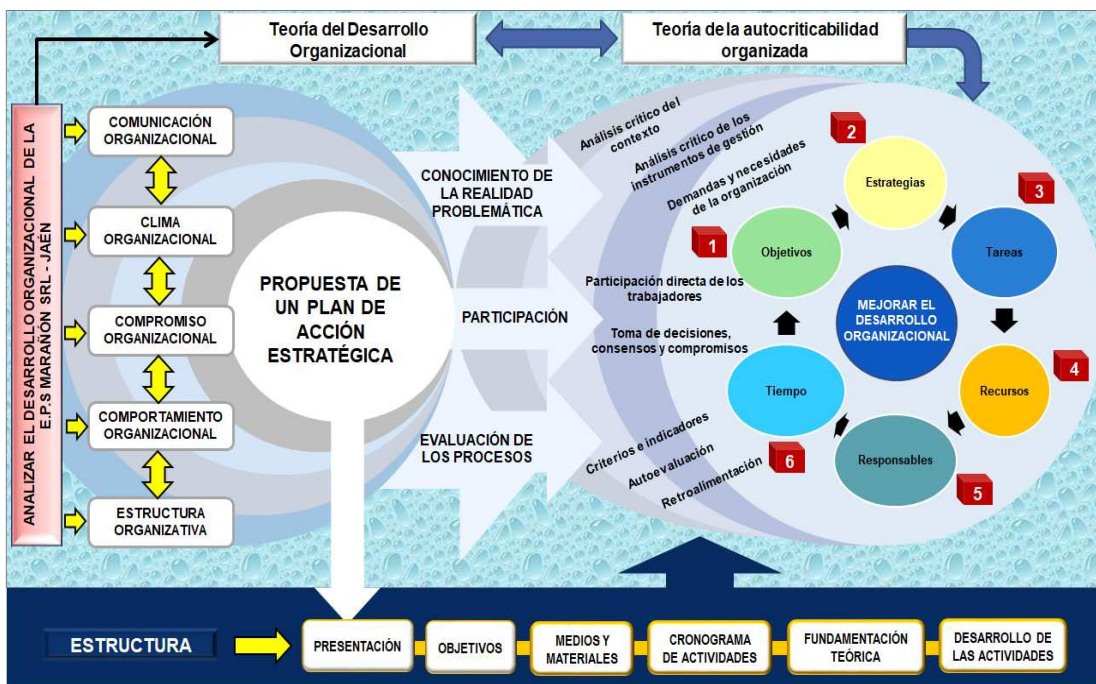 Teoría del Desarrollo
Organizacional
Teoría de la autocriticabilidad
organizada
ANALIZAR EL DESARROLLO ORGANIZACIONAL DE LA
E.P.S MARAÑÓN SRL - JAÉN
COMUNICACIÓN
ORGANIZACIONAL
CLIMA
ORGANIZACIONAL
COMPROMISO
ORGANIZACIONAL
COMPORTAMIENTO
ORGANIZACIONAL
ESTRUCTURA
ORGANIZATIVA
PROPUESTA DE
UN PLAN DE
ACCIÓN
ESTRATÉGICA
CONOCIMIENTO DE
LA REALIDAD
PROBLEMÁTICA
PARTICIPACIÓN
EVALUACIÓN DE
LOS PROCESOS
Análisis crítico del
contexto
Análisis crítico de los
instrumentos de gestión
Demandas y necesidades
de la organización
Participación directa de los
trabajadores
Toma de decisiones,
consensos y compromisos
Criterios e indicadores
Autoevaluación
Retroalimentación
1
Objetivos
2
Estrategias
3
Tareas
4
Recursos
5
Responsables
6
Tiempo
MEJORAR EL
DESARROLLO
ORGANIZACIONAL
ESTRUCTURA
PRESENTACIÓN
OBJETIVOS
MEDIOS Y
MATERIALES
CRONOGRAMA
DE ACTIVIDADES
FUNDAMENTACIÓN
TEÓRICA
DESARROLLO DE
LAS ACTIVIDADES